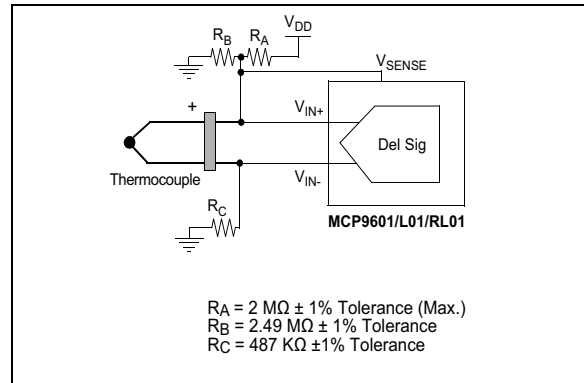 V_DD
R_B R_A
V_SENSE
+
V_IN+
Del Sig
Thermocouple
V_IN-
R_C
MCP9601/L01/RL01
R_A = 2 MΩ ± 1% Tolerance (Max.)
R_B = 2.49 MΩ ± 1% Tolerance
R_C = 487 KΩ ±1% Tolerance